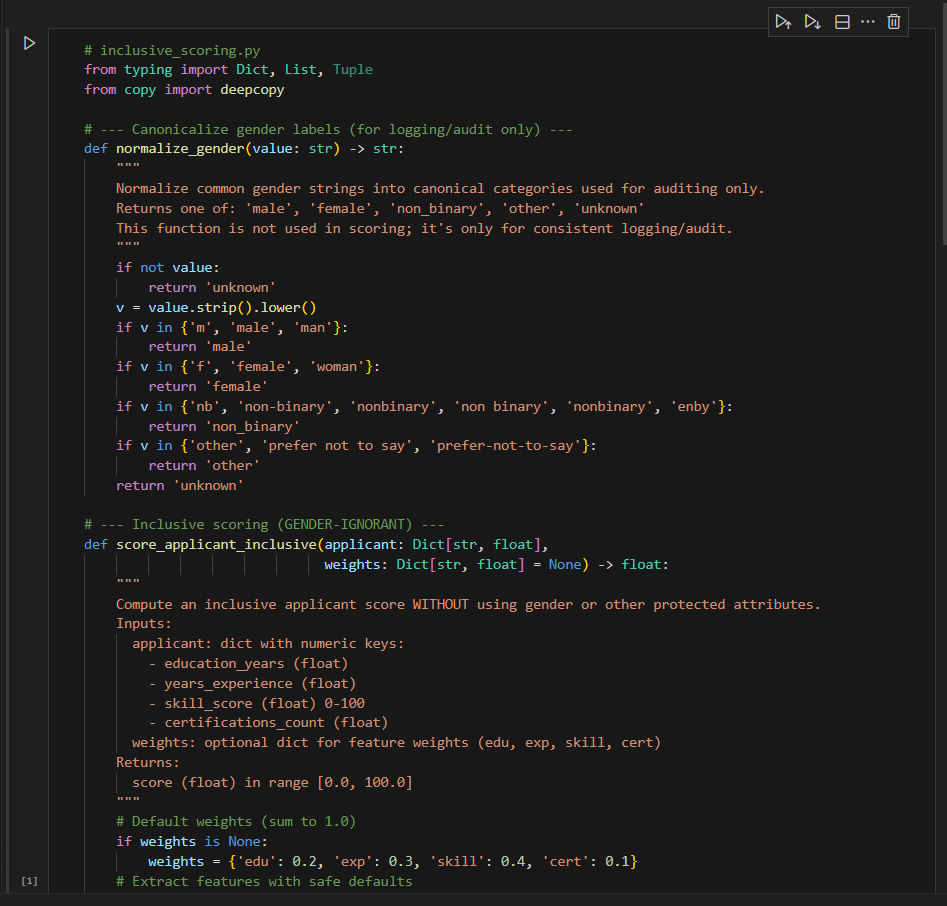 # inclusive_scoring.py
from typing import Dict, List, Tuple
from copy import deepcopy

# --- Canonicalize gender labels (for logging/audit only) ---
def normalize_gender(value: str) -> str:
    """
    Normalize common gender strings into canonical categories used for auditing only.
    Returns one of: 'male', 'female', 'non_binary', 'other', 'unknown'
    This function is not used in scoring; it's only for consistent logging/audit.
    """
    if not value:
        return 'unknown'
    v = value.strip().lower()
    if v in {'m', 'male', 'man'}:
        return 'male'
    if v in {'f', 'female', 'woman'}:
        return 'female'
    if v in {'nb', 'non-binary', 'nonbinary', 'non binary', 'nonbinary', 'enby'}:
        return 'non_binary'
    if v in {'other', 'prefer not to say', 'prefer-not-to-say'}:
        return 'other'
    return 'unknown'

# --- Inclusive scoring (GENDER-IGNORANT) ---
def score_applicant_inclusive(applicant: Dict[str, float],
                              weights: Dict[str, float] = None) -> float:
    """
    Compute an inclusive applicant score WITHOUT using gender or other protected attributes.
    Inputs:
      applicant: dict with numeric keys:
        - education_years (float)
        - years_experience (float)
        - skill_score (float) 0-100
        - certifications_count (float)
      weights: optional dict for feature weights (edu, exp, skill, cert)
    Returns:
      score (float) in range [0.0, 100.0]
    """
    # Default weights (sum to 1.0)
    if weights is None:
        weights = {'edu': 0.2, 'exp': 0.3, 'skill': 0.4, 'cert': 0.1}
    # Extract features with safe defaults
[1]